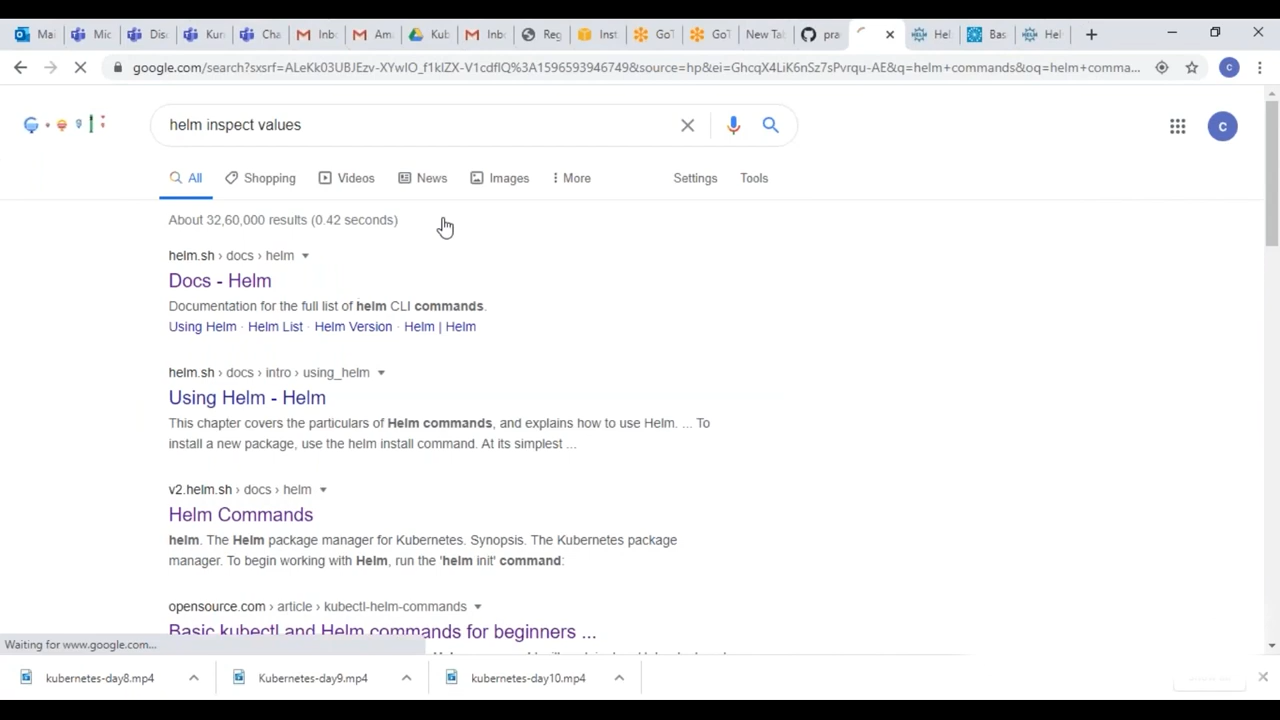 Ma
Mic
Disc
Kur
Cha
Inbo
Am
Kub
Inbo
Reg
Inst
GoT
GoT
New Tab
pra
Hel
Bas
Hel
google.com/search?sxsrf=ALeKk03UBJEzv-XYwIO_f1kIZX-V1cdfIQ%3A1596593946749&source=hp&ei=GhcqX4LiK6nSz7sPvrqu-AE&q=helm+commands&oq=helm+comma...
C
helm inspect values
C
All
Shopping
Videos
News
Images
More
Settings
Tools
About 32,60,000 results (0.42 seconds)
helm.sh › docs › helm
Docs - Helm
Documentation for the full list of helm CLI commands.
Using Helm · Helm List · Helm Version · Helm | Helm
helm.sh › docs › intro › using_helm
Using Helm - Helm
This chapter covers the particulars of Helm commands, and explains how to use Helm. ... To
install a new package, use the helm install command. At its simplest ...
v2.helm.sh › docs › helm
Helm Commands
helm. The Helm package manager for Kubernetes. Synopsis. The Kubernetes package
manager. To begin working with Helm, run the 'helm init' command:
opensource.com › article › kubectl-helm-commands
Basic kubectl and Helm commands for beginners ...
Waiting for www.google.com...
kubernetes-day8.mp4
Kubernetes-day9.mp4
kubernetes-day10.mp4